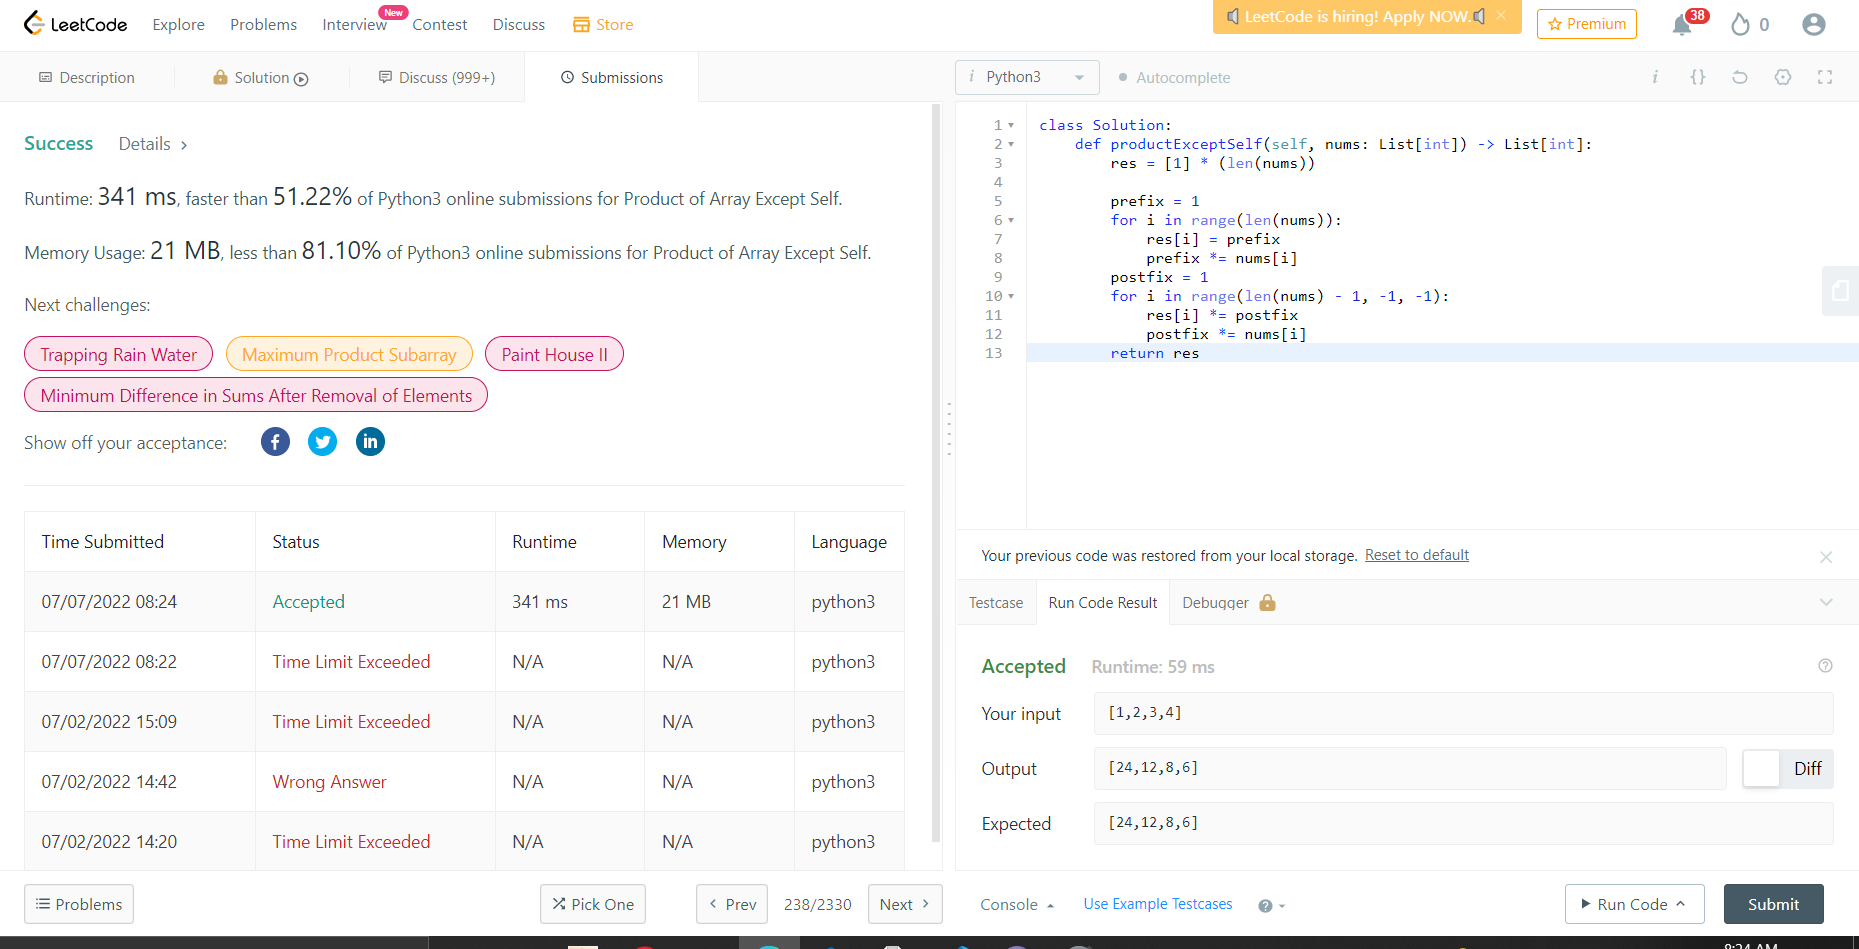 LeetCode Explore Problems Interview New Contest Discuss Store LeetCode is hiring! Apply NOW. Premium 38 0
Description Solution Discuss (999+) Submissions
Success Details
Runtime: 341 ms, faster than 51.22% of Python3 online submissions for Product of Array Except Self.
Memory Usage: 21 MB, less than 81.10% of Python3 online submissions for Product of Array Except Self.
Next challenges:
Trapping Rain Water Maximum Product Subarray Paint House II
Minimum Difference in Sums After Removal of Elements
Show off your acceptance:
Time Submitted Status Runtime Memory Language
07/07/2022 08:24 Accepted 341 ms 21 MB python3
07/07/2022 08:22 Time Limit Exceeded N/A N/A python3
07/02/2022 15:09 Time Limit Exceeded N/A N/A python3
07/02/2022 14:42 Wrong Answer N/A N/A python3
07/02/2022 14:20 Time Limit Exceeded N/A N/A python3
Problems Pick One < Prev 238/2330 Next >
i Python3 Autocomplete i {}
1 class Solution:
2 def productExceptSelf(self, nums: List[int]) -> List[int]:
3 res = [1] * (len(nums))
4
5 prefix = 1
6 for i in range(len(nums)):
7 res[i] = prefix
8 prefix *= nums[i]
9 postfix = 1
10 for i in range(len(nums) - 1, -1, -1):
11 res[i] *= postfix
12 postfix *= nums[i]
13 return res
Your previous code was restored from your local storage. Reset to default
Testcase Run Code Result Debugger
Accepted Runtime: 59 ms
Your input [1,2,3,4]
Output [24,12,8,6] Diff
Expected [24,12,8,6]
Console Use Example Testcases Run Code Submit